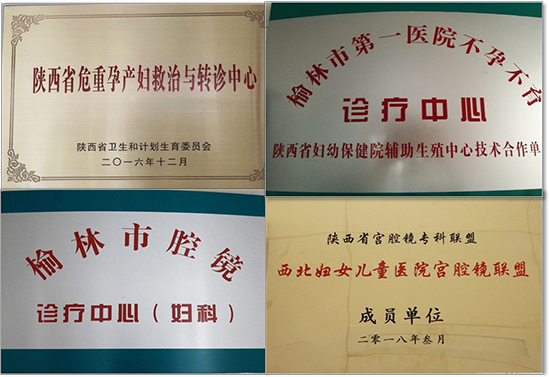 陕西省危重孕产妇救治与转诊中心
陕西省卫生和计划生育委员会
二〇一六年十二月
榆林市第一医院不孕不育
诊疗中心
陕西省妇幼保健院辅助生殖中心技术合作单
榆林市腔镜
诊疗中心（妇科）
陕西省宫腔镜专科联盟
西北妇女儿童医院宫腔镜联盟
成员单位
二零一八年叁月